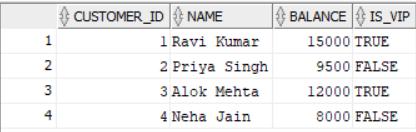 CUSTOMER_ID NAME BALANCE IS_VIP
1 1 Ravi Kumar 15000 TRUE
2 2 Priya Singh 9500 FALSE
3 3 Alok Mehta 12000 TRUE
4 4 Neha Jain 8000 FALSE